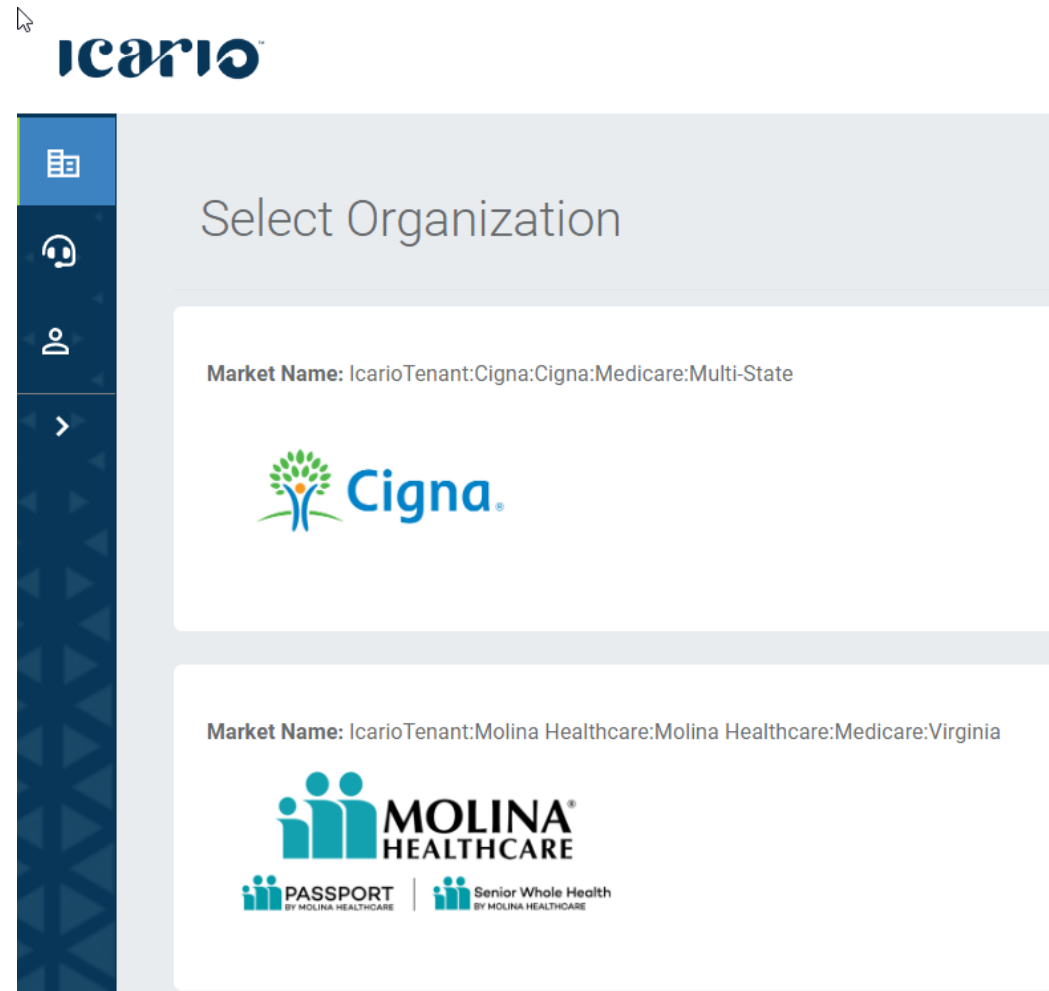 ıcarıo™
Select Organization
Market Name: IcarioTenant:Cigna:Cigna:Medicare:Multi-State
Cigna®
Market Name: IcarioTenant:Molina Healthcare:Molina Healthcare:Medicare:Virginia
MOLINA®
HEALTHCARE
PASSPORT
BY MOLINA HEALTHCARE
Senior Whole Health
BY MOLINA HEALTHCARE